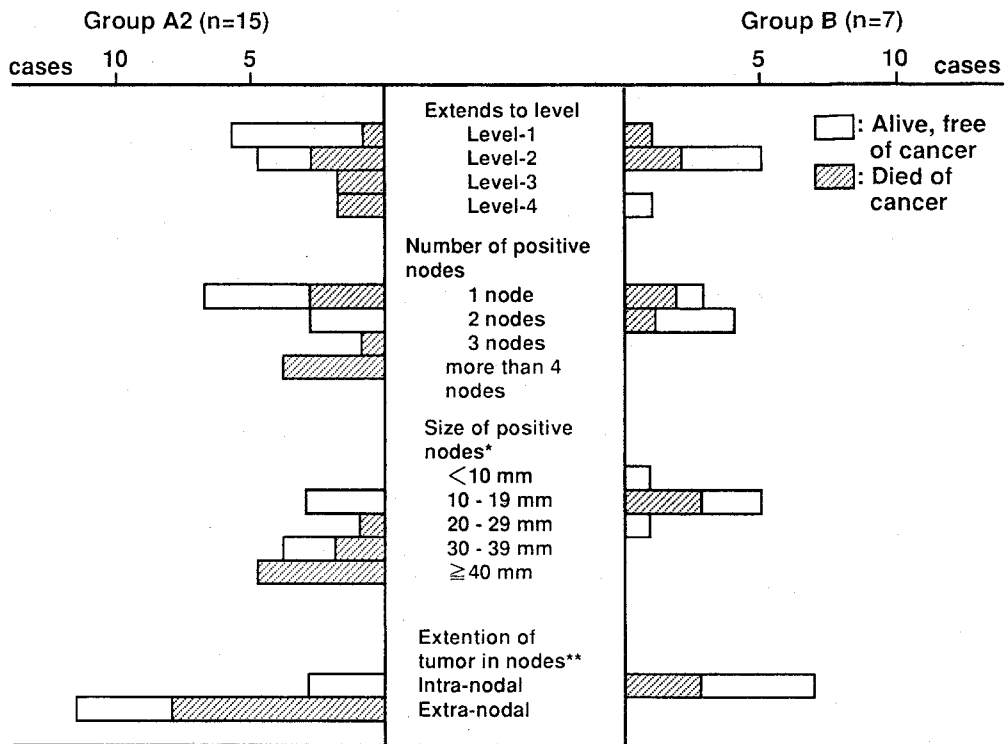 Group A2 (n=15)
Group B (n=7)
cases 10 5
5 10 cases
Extends to level
Level-1
Level-2
Level-3
Level-4
: Alive, free
of cancer
: Died of
cancer
Number of positive
nodes
1 node
2 nodes
3 nodes
more than 4
nodes
Size of positive
nodes*
<10 mm
10 - 19 mm
20 - 29 mm
30 - 39 mm
≧40 mm
Extention of
tumor in nodes**
Intra-nodal
Extra-nodal